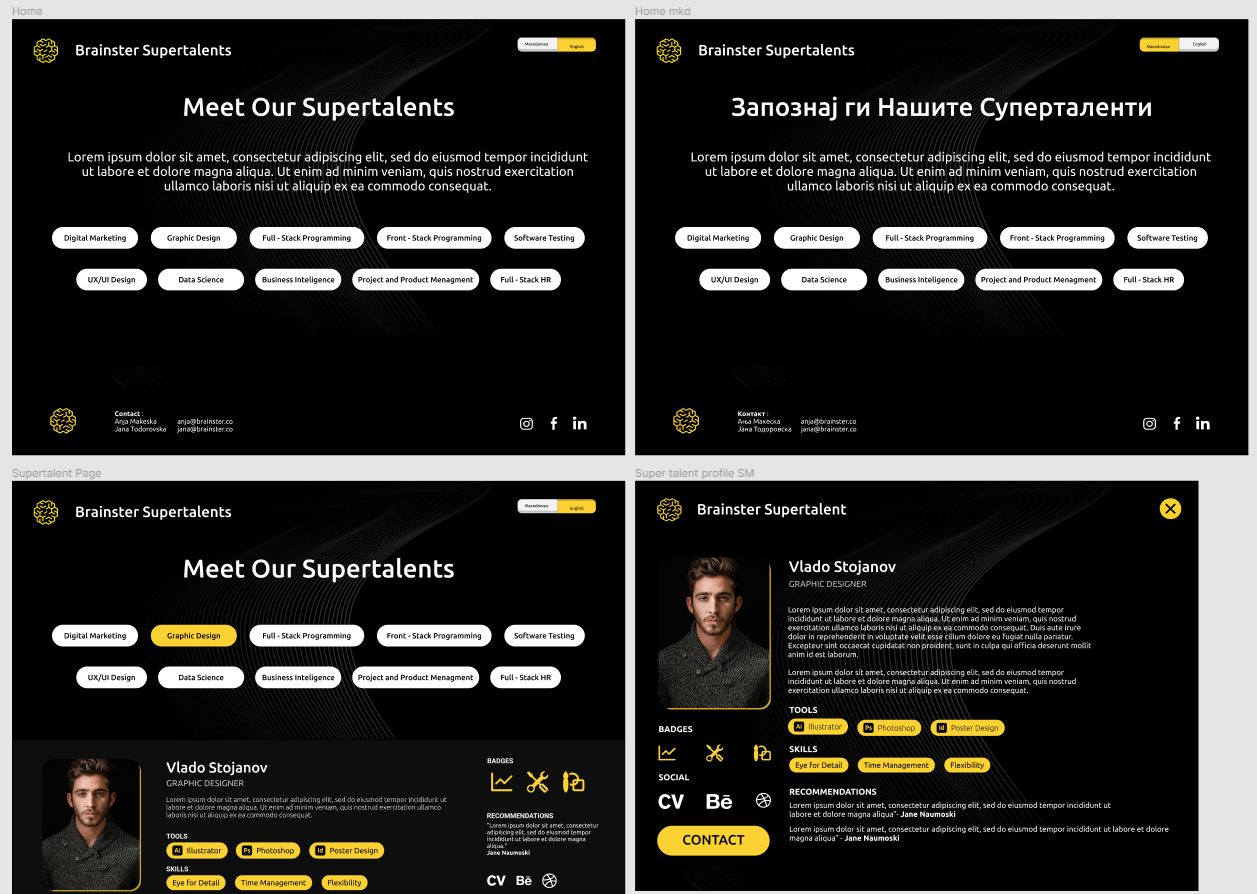 Home
Brainster Supertalents
Macedonian
English
Meet Our Supertalents
Lorem ipsum dolor sit amet, consectetur adipiscing elit, sed do eiusmod tempor incididunt
ut labore et dolore magna aliqua. Ut enim ad minim veniam, quis nostrud exercitation
ullamco laboris nisi ut aliquip ex ea commodo consequat.
Digital Marketing
Graphic Design
Full - Stack Programming
Front - Stack Programming
Software Testing
UX/UI Design
Data Science
Business Inteligence
Project and Product Menagment
Full - Stack HR
Contact :
Anja Makeska anja@brainster.co
Jana Todorovska jana@brainster.co
Home mkd
Brainster Supertalents
Macedonian
English
Запознај ги Нашите Суперталенти
Lorem ipsum dolor sit amet, consectetur adipiscing elit, sed do eiusmod tempor incididunt
ut labore et dolore magna aliqua. Ut enim ad minim veniam, quis nostrud exercitation
ullamco laboris nisi ut aliquip ex ea commodo consequat.
Digital Marketing
Graphic Design
Full - Stack Programming
Front - Stack Programming
Software Testing
UX/UI Design
Data Science
Business Inteligence
Project and Product Menagment
Full - Stack HR
Контакт :
Ања Макеска anja@brainster.co
Јана Тодоровска jana@brainster.co
Supertalent Page
Brainster Supertalents
Macedonian
English
Meet Our Supertalents
Digital Marketing
Graphic Design
Full - Stack Programming
Front - Stack Programming
Software Testing
UX/UI Design
Data Science
Business Inteligence
Project and Product Menagment
Full - Stack HR
Vlado Stojanov
GRAPHIC DESIGNER
Lorem ipsum dolor sit amet, consectetur adipiscing elit, sed do eiusmod tempor incididunt ut
labore et dolore magna aliqua. Ut enim ad minim veniam, quis nostrud exercitation ullamco
laboris nisi ut aliquip ex ea commodo consequat.
TOOLS
Ai Illustrator
Ps Photoshop
Id Poster Design
SKILLS
Eye for Detail
Time Management
Flexibility
BADGES
RECOMMENDATIONS
"Lorem ipsum dolor sit amet, consectetur
adipiscing elit, sed do eiusmod tempor
incididunt ut labore et dolore magna
aliqua."
Jane Naumoski
CV Bē
Super talent profile SM
Brainster Supertalent
Vlado Stojanov
GRAPHIC DESIGNER
Lorem ipsum dolor sit amet, consectetur adipiscing elit, sed do eiusmod tempor
incididunt ut labore et dolore magna aliqua. Ut enim ad minim veniam, quis nostrud
exercitation ullamco laboris nisi ut aliquip ex ea commodo consequat. Duis aute irure
dolor in reprehenderit in voluptate velit esse cillum dolore eu fugiat nulla pariatur.
Excepteur sint occaecat cupidatat non proident, sunt in culpa qui officia deserunt mollit
anim id est laborum.
Lorem ipsum dolor sit amet, consectetur adipiscing elit, sed do eiusmod tempor
incididunt ut labore et dolore magna aliqua. Ut enim ad minim veniam, quis nostrud
exercitation ullamco laboris nisi ut aliquip ex ea commodo consequat.
TOOLS
Ai Illustrator
Ps Photoshop
Id Poster Design
SKILLS
Eye for Detail
Time Management
Flexibility
RECOMMENDATIONS
Lorem ipsum dolor sit amet, consectetur adipiscing elit, sed do eiusmod tempor incididunt ut
labore et dolore magna aliqua"- Jane Naumoski
Lorem ipsum dolor sit amet, consectetur adipiscing elit, sed do eiusmod tempor incididunt ut labore et dolore
magna aliqua" - Jane Naumoski
BADGES
SOCIAL
CV Bē
CONTACT